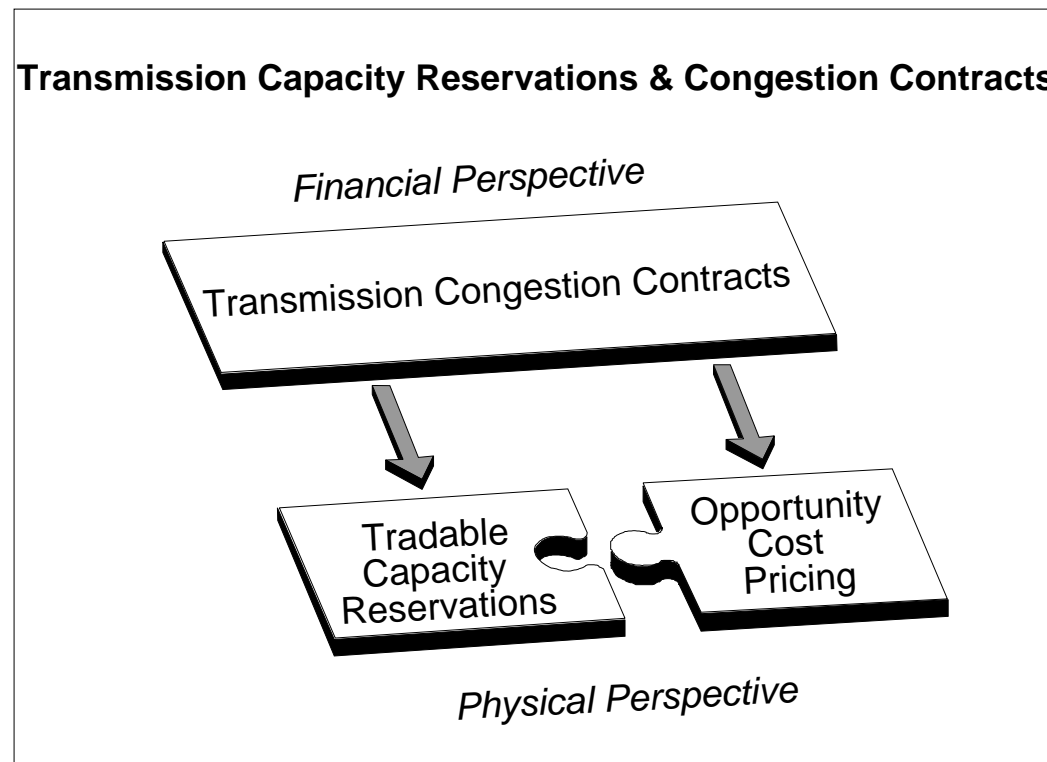 Transmission Capacity Reservations & Congestion Contracts
Financial Perspective
Transmission Congestion Contracts
Tradable
Capacity
Reservations
Opportunity
Cost
Pricing
Physical Perspective